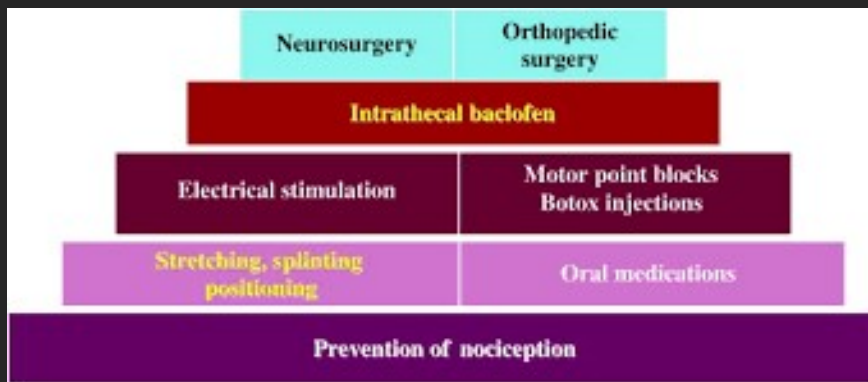 Neurosurgery
Orthopedic
surgery
Intrathecal baclofen
Electrical stimulation
Motor point blocks
Botox injections
Stretching, splinting
positioning
Oral medications
Prevention of nociception